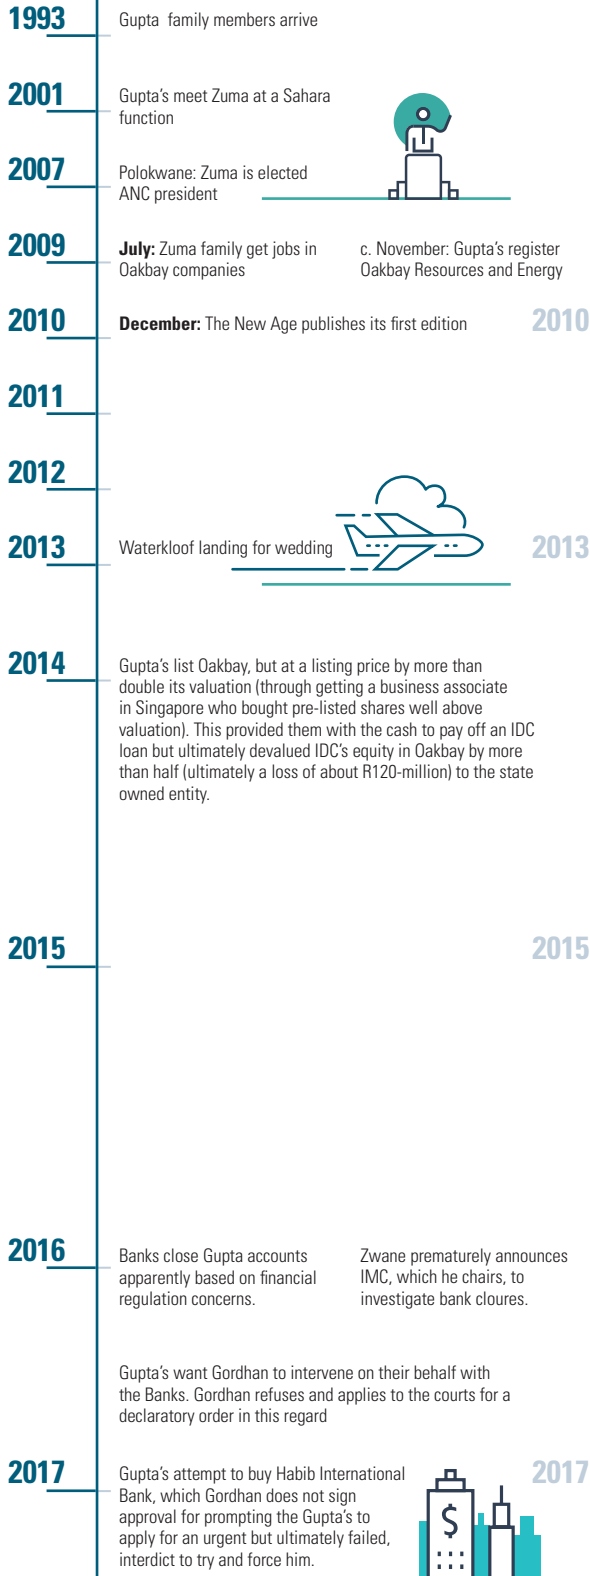 1993
Gupta family members arrive
2001
Gupta's meet Zuma at a Sahara
function
2007
Polokwane: Zuma is elected
ANC president
2009
July: Zuma family get jobs in
Oakbay companies
c. November: Gupta's register
Oakbay Resources and Energy
2010
December: The New Age publishes its first edition
2010
2011
2012
2013
Waterkloof landing for wedding
2013
2014
Gupta's list Oakbay, but at a listing price by more than
double its valuation (through getting a business associate
in Singapore who bought pre-listed shares well above
valuation). This provided them with the cash to pay off an IDC
loan but ultimately devalued IDC's equity in Oakbay by more
than half (ultimately a loss of about R120-million) to the state
owned entity.
2015
2015
2016
Banks close Gupta accounts
apparently based on financial
regulation concerns.
Zwane prematurely announces
IMC, which he chairs, to
investigate bank cloures.
Gupta's want Gordhan to intervene on their behalf with
the Banks. Gordhan refuses and applies to the courts for a
declaratory order in this regard
2017
Gupta's attempt to buy Habib International
Bank, which Gordhan does not sign
approval for prompting the Gupta's to
apply for an urgent but ultimately failed,
interdict to try and force him.
$
2017